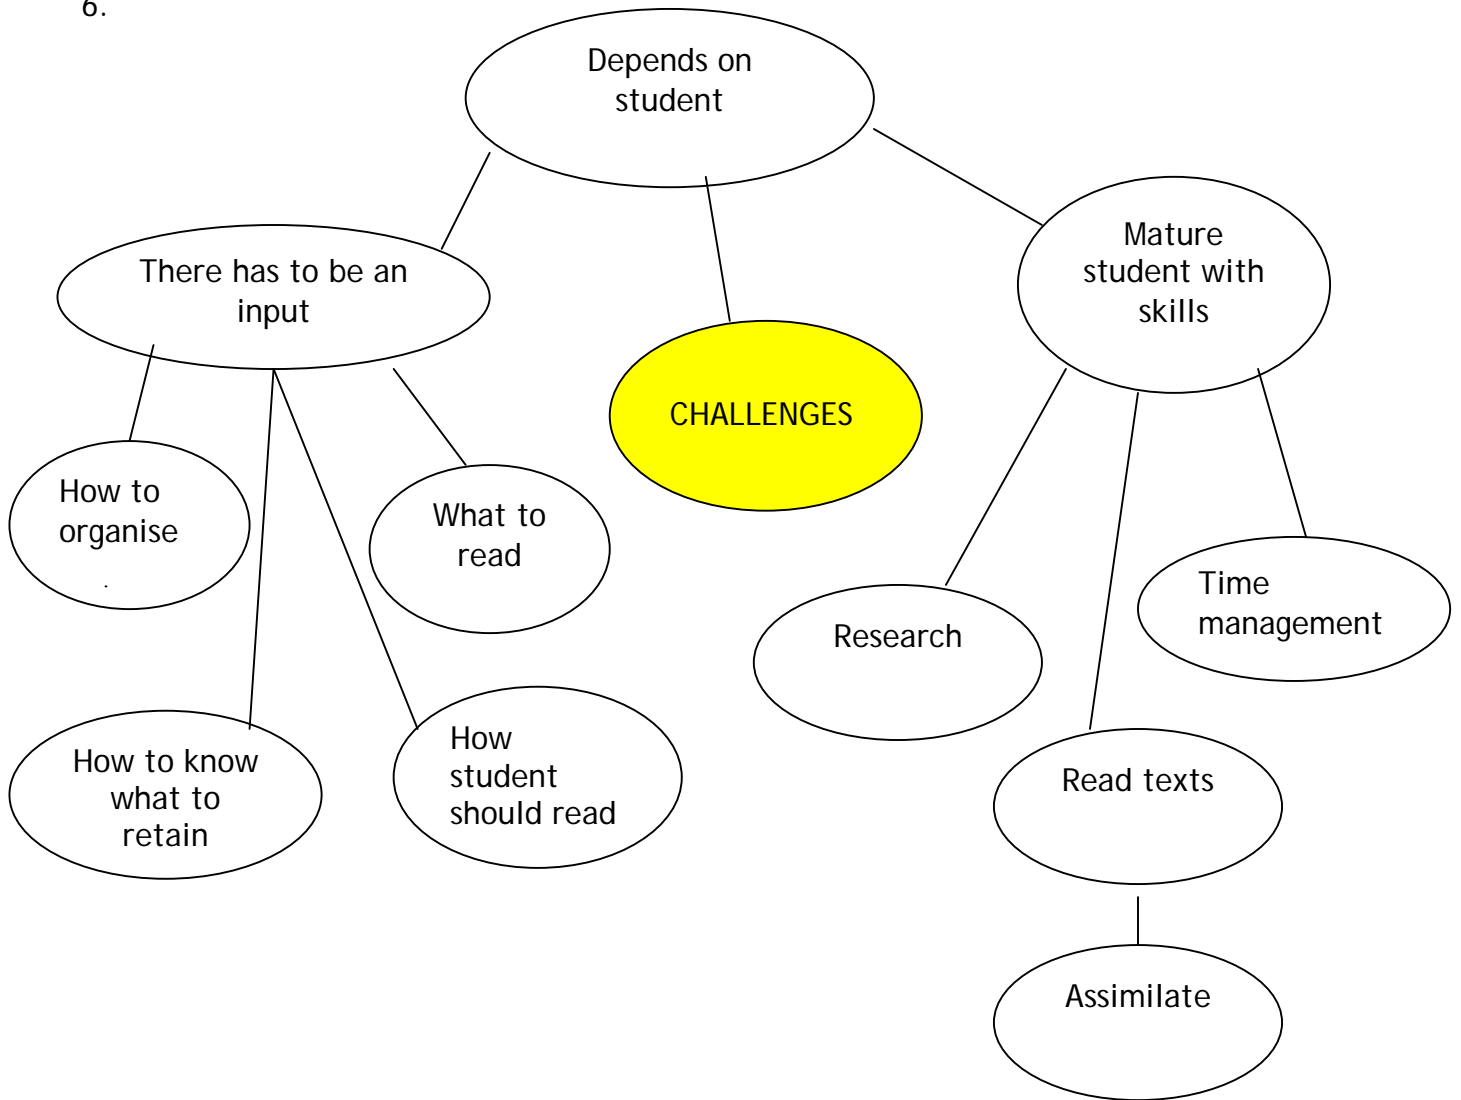 6.
Depends on
student
Mature
student with
skills
There has to be an
input
CHALLENGES
How to
organise
.
What to
read
Time
management
Research
How to know
what to
retain
How
student
should read
Read texts
Assimilate